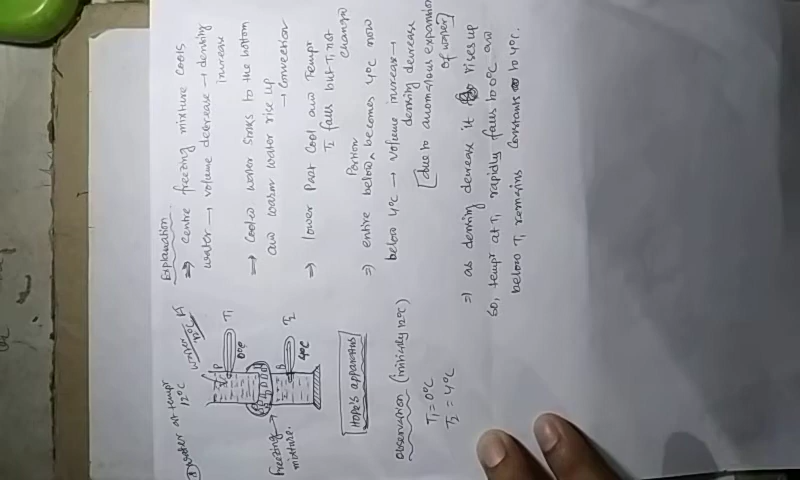 water at tempr
12°C
water
12°C
T₁
0°C
freezing
mixture.
T₂
4°C
HOPE'S apparatus
observation (initially 12°C)
T₁ = 0°C
T₂ = 4°C
Explanation
⇒ Centre freezing mixture cools
water → volume decrease → density
increase
⇒ Cooled water sinks to the bottom
and warm water rise up
→ convection
⇒ lower Part Cool and tempr
T₂ falls but T₁ not
change
⇒ entire below portion becomes 4°C now
below 4°C → volume increase →
density decrease
[due to anomalous expansion
of water]
⇒ as density decrease it rises up
So, tempr at T₁ rapidly falls to 0°C and
below T₁ remains constant to 4°C.